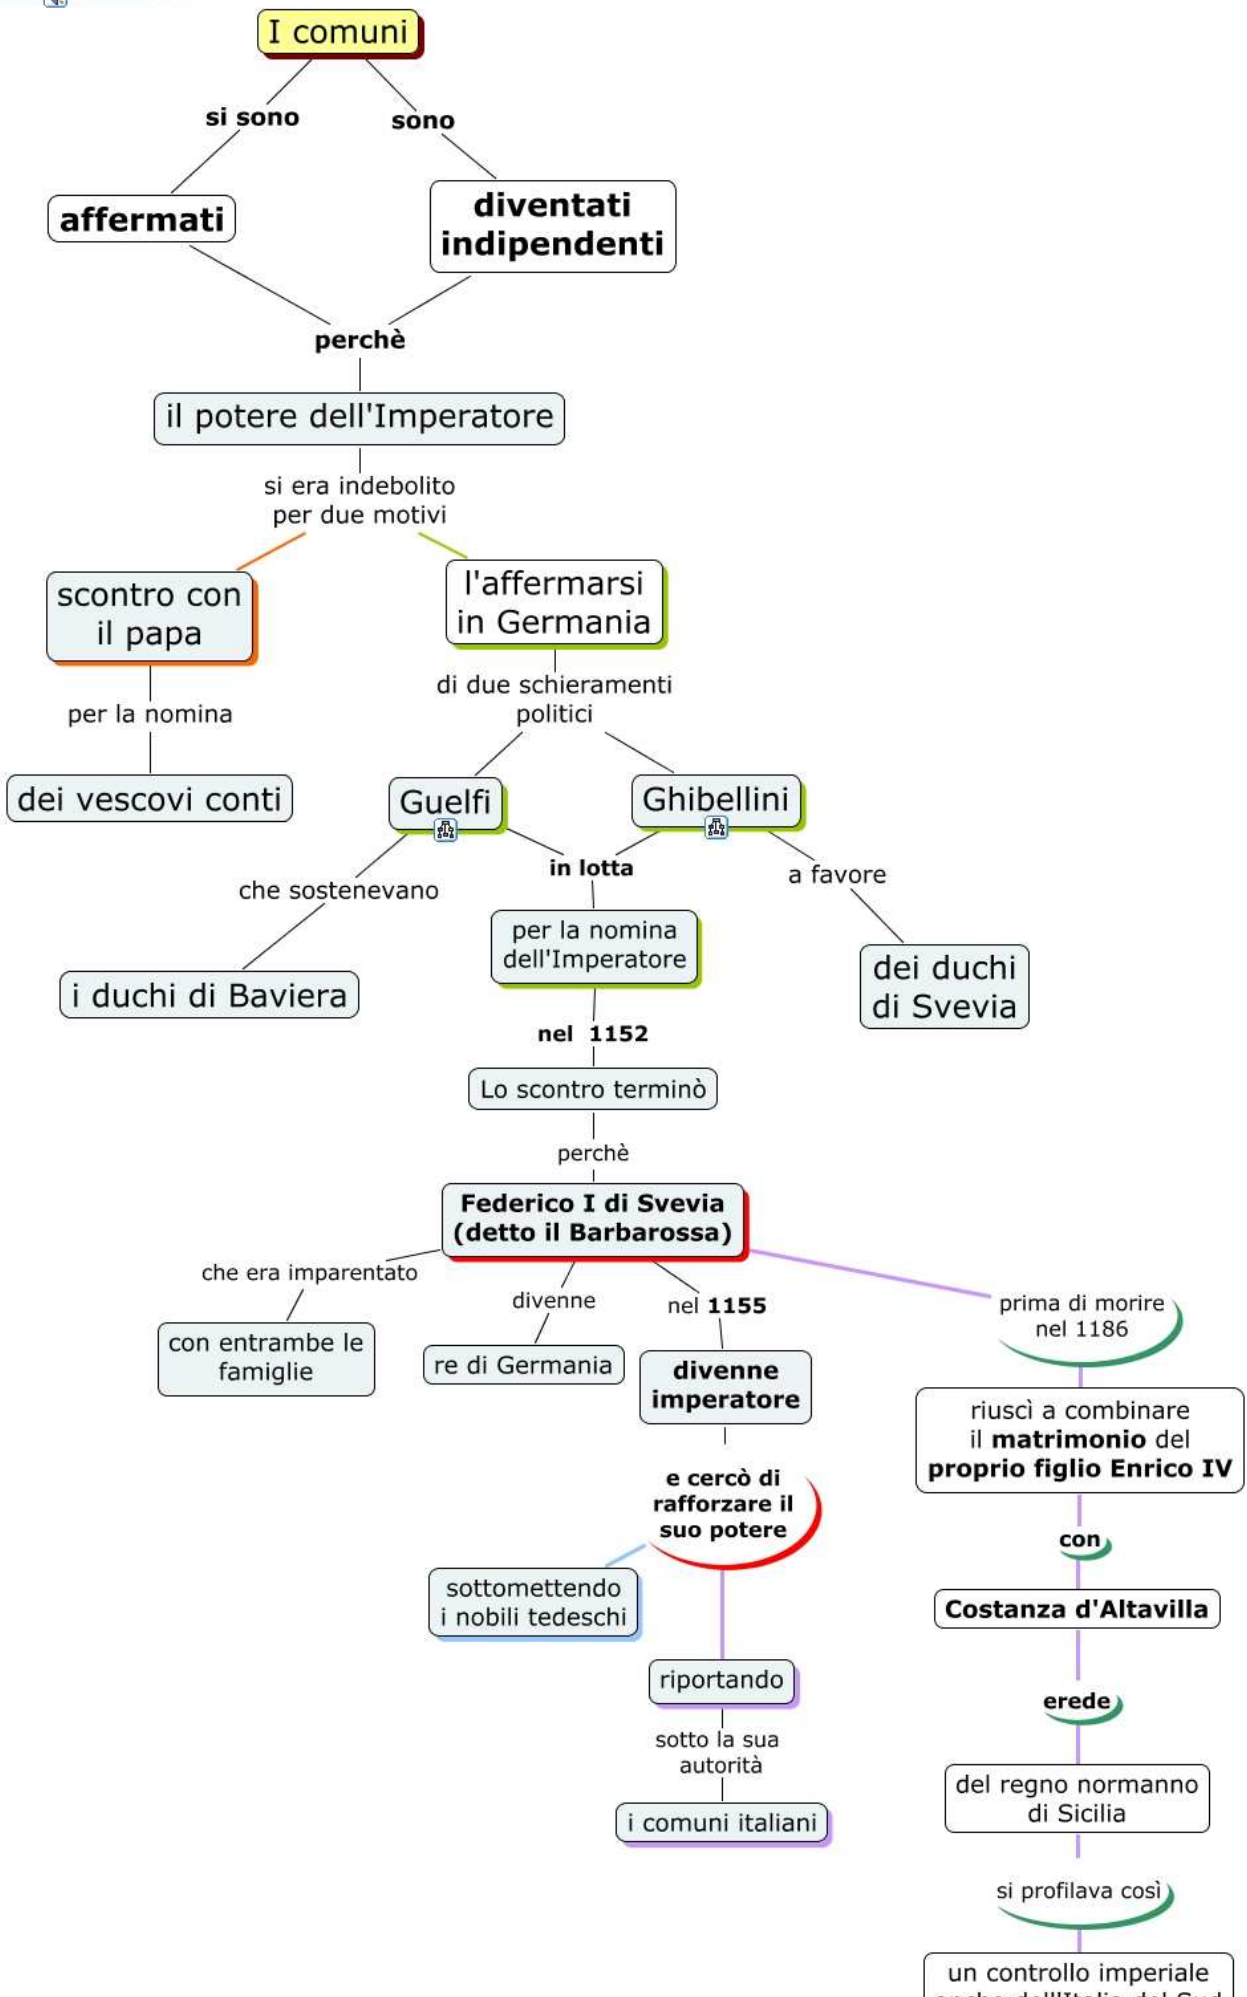 I comuni
si sono
sono
affermati
diventati
indipendenti
perchè
il potere dell'Imperatore
si era indebolito
per due motivi
scontro con
il papa
l'affermarsi
in Germania
per la nomina
di due schieramenti
politici
dei vescovi conti
Guelfi
Ghibellini
in lotta
che sostenevano
a favore
per la nomina
dell'Imperatore
i duchi di Baviera
dei duchi
di Svevia
nel 1152
Lo scontro terminò
perchè
Federico I di Svevia
(detto il Barbarossa)
che era imparentato
con entrambe le
famiglie
divenne
re di Germania
nel 1155
divenne
imperatore
e cercò di
rafforzare il
suo potere
sottomettendo
i nobili tedeschi
riportando
sotto la sua
autorità
i comuni italiani
prima di morire
nel 1186
riuscì a combinare
il matrimonio del
proprio figlio Enrico IV
con
Costanza d'Altavilla
erede
del regno normanno
di Sicilia
si profilava così
un controllo imperiale
anche dell'Italia del Sud